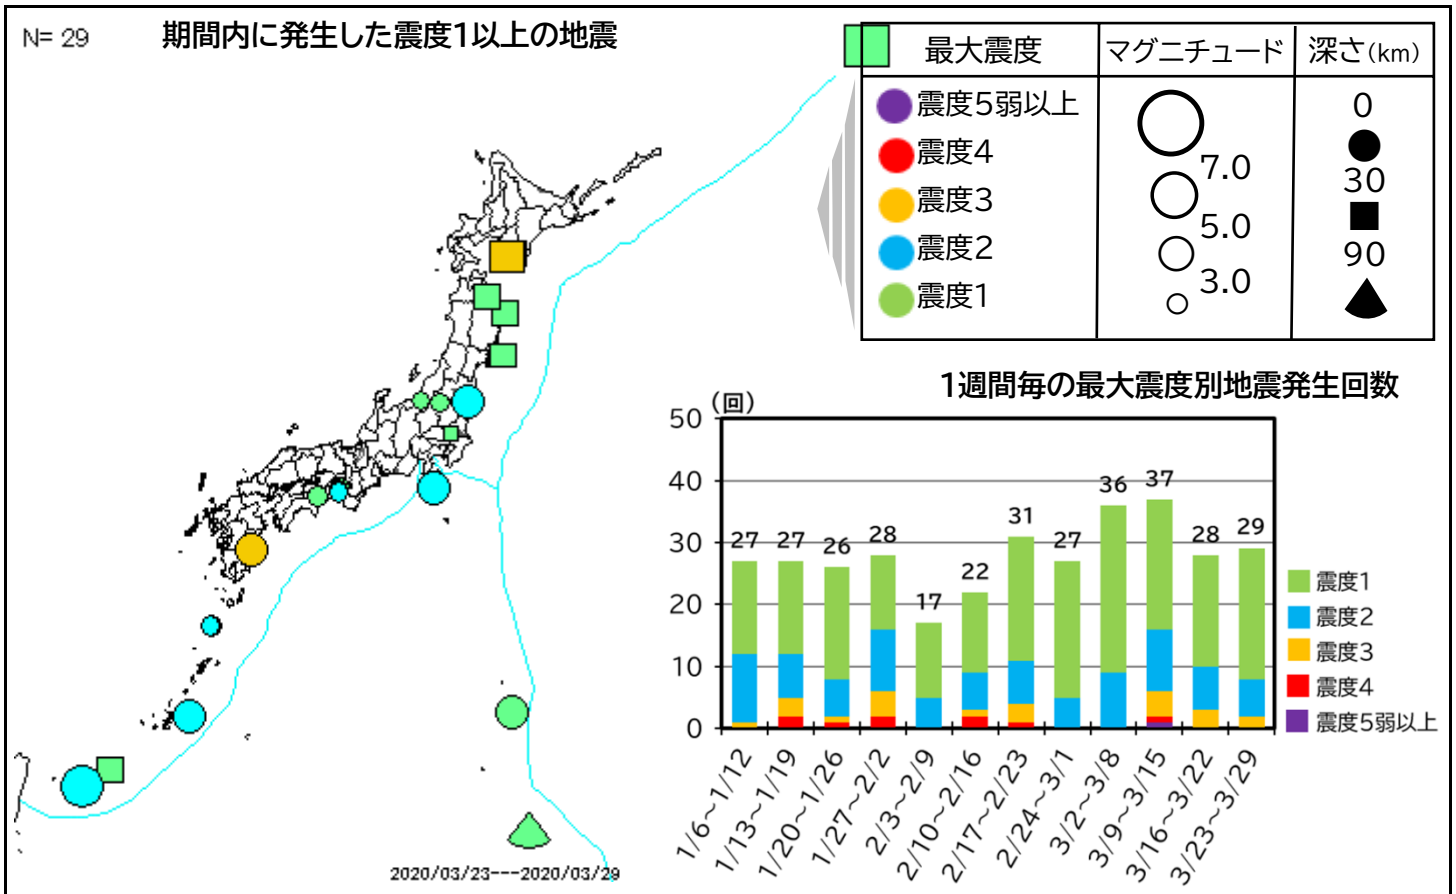 N= 29
期間内に発生した震度1以上の地震
最大震度
マグニチュード
深さ(km)
震度5弱以上
震度4
震度3
震度2
震度1
7.0
5.0
3.0
0
30
90
1週間毎の最大震度別地震発生回数
(回)
50
40
30
20
10
0
27
27
26
28
17
22
31
27
36
37
28
29
1/6~1/12
1/13~1/19
1/20~1/26
1/27~2/2
2/3~2/9
2/10~2/16
2/17~2/23
2/24~3/1
3/2~3/8
3/9~3/15
3/16~3/22
3/23~3/29
震度1
震度2
震度3
震度4
震度5弱以上
2020/03/23---2020/03/29